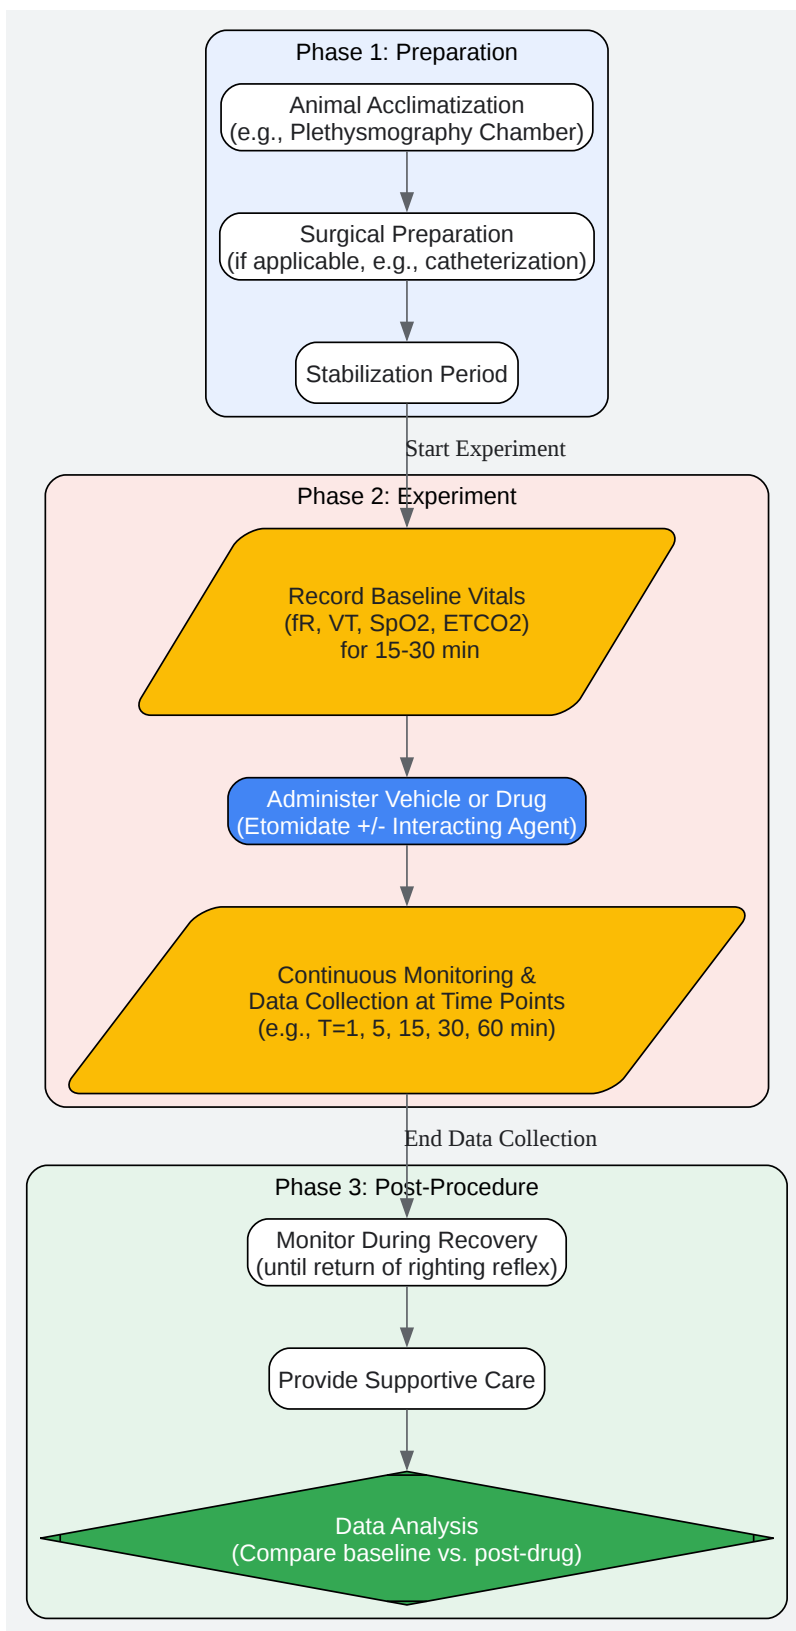 Phase 1: Preparation
Animal Acclimatization
(e.g., Plethysmography Chamber)
Surgical Preparation
(if applicable, e.g., catheterization)
Stabilization Period
Start Experiment
Phase 2: Experiment
Record Baseline Vitals
(fR, VT, SpO2, ETCO2)
for 15-30 min
Administer Vehicle or Drug
(Etomidate +/- Interacting Agent)
Continuous Monitoring &
Data Collection at Time Points
(e.g., T=1, 5, 15, 30, 60 min)
End Data Collection
Phase 3: Post-Procedure
Monitor During Recovery
(until return of righting reflex)
Provide Supportive Care
Data Analysis
(Compare baseline vs. post-drug)